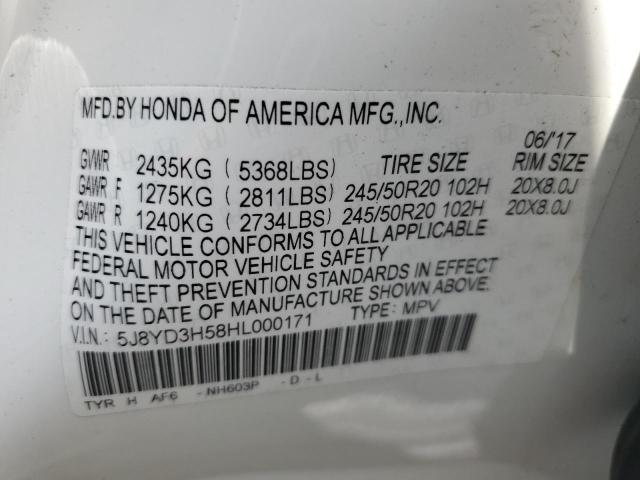 MFD.BY HONDA OF AMERICA MFG.,INC.
06/'17
GVWR 2435KG ( 5368LBS) TIRE SIZE RIM SIZE
GAWR F 1275KG ( 2811LBS) 245/50R20 102H 20X8.0J
GAWR R 1240KG ( 2734LBS) 245/50R20 102H 20X8.0J
THIS VEHICLE CONFORMS TO ALL APPLICABLE
FEDERAL MOTOR VEHICLE SAFETY
AND THEFT PREVENTION STANDARDS IN EFFECT
ON THE DATE OF MANUFACTURE SHOWN ABOVE.
V.I.N.: 5J8YD3H58HL000171 TYPE: MPV
TYR H AF6 - NH603P - D - L